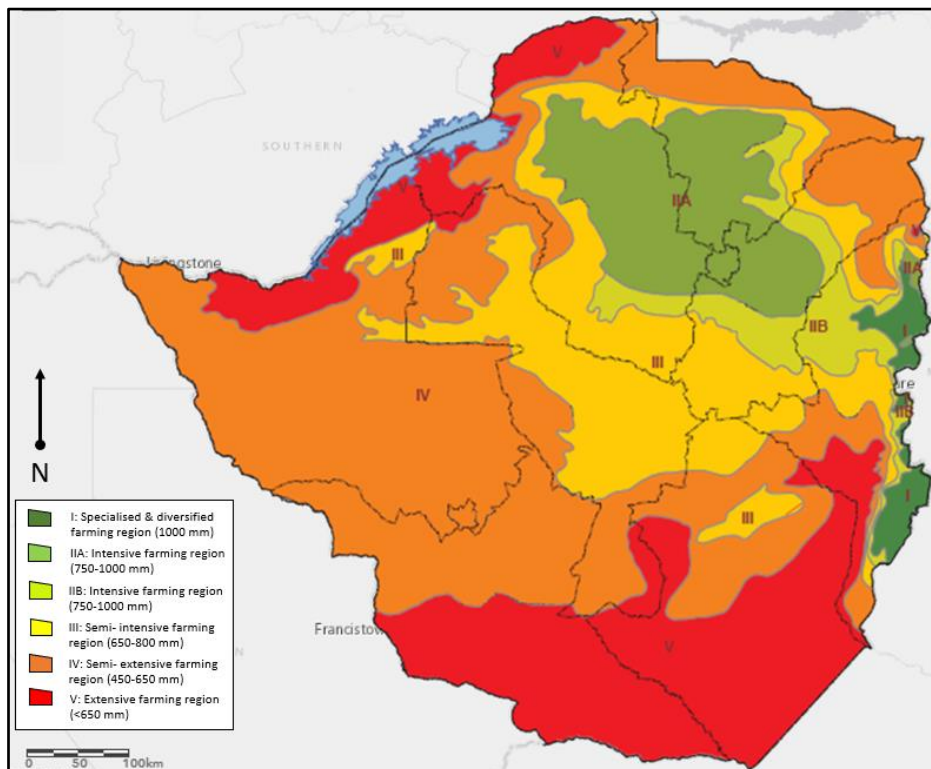 V
SOUTHERN
IIA
V
V
III
Livingstone
IIA
I
IIB
III
IV
IIB
N
I
III
Francistow
V
I: Specialised & diversified
farming region (1000 mm)
IIA: Intensive farming region
(750-1000 mm)
IIB: Intensive farming region
(750-1000 mm)
III: Semi- intensive farming
region (650-800 mm)
IV: Semi- extensive farming
region (450-650 mm)
V: Extensive farming region
(<650 mm)
0 50 100km